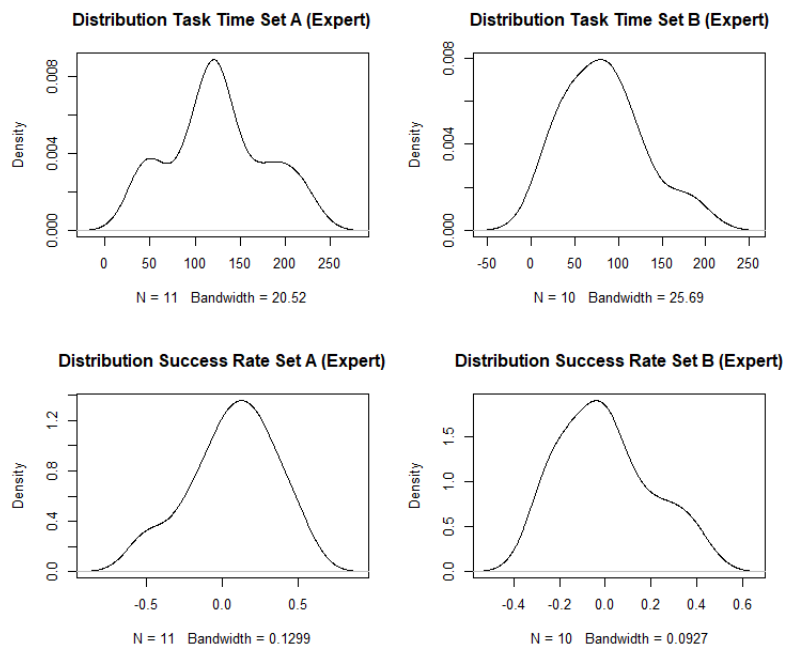 Distribution Task Time Set A (Expert)
Density
0.000 0.004 0.008
0 50 100 150 200 250
N = 11 Bandwidth = 20.52
Distribution Task Time Set B (Expert)
Density
0.000 0.004 0.008
-50 0 50 100 150 200 250
N = 10 Bandwidth = 25.69
Distribution Success Rate Set A (Expert)
Density
0.0 0.4 0.8 1.2
-0.5 0.0 0.5
N = 11 Bandwidth = 0.1299
Distribution Success Rate Set B (Expert)
Density
0.0 0.5 1.0 1.5
-0.4 -0.2 0.0 0.2 0.4 0.6
N = 10 Bandwidth = 0.0927